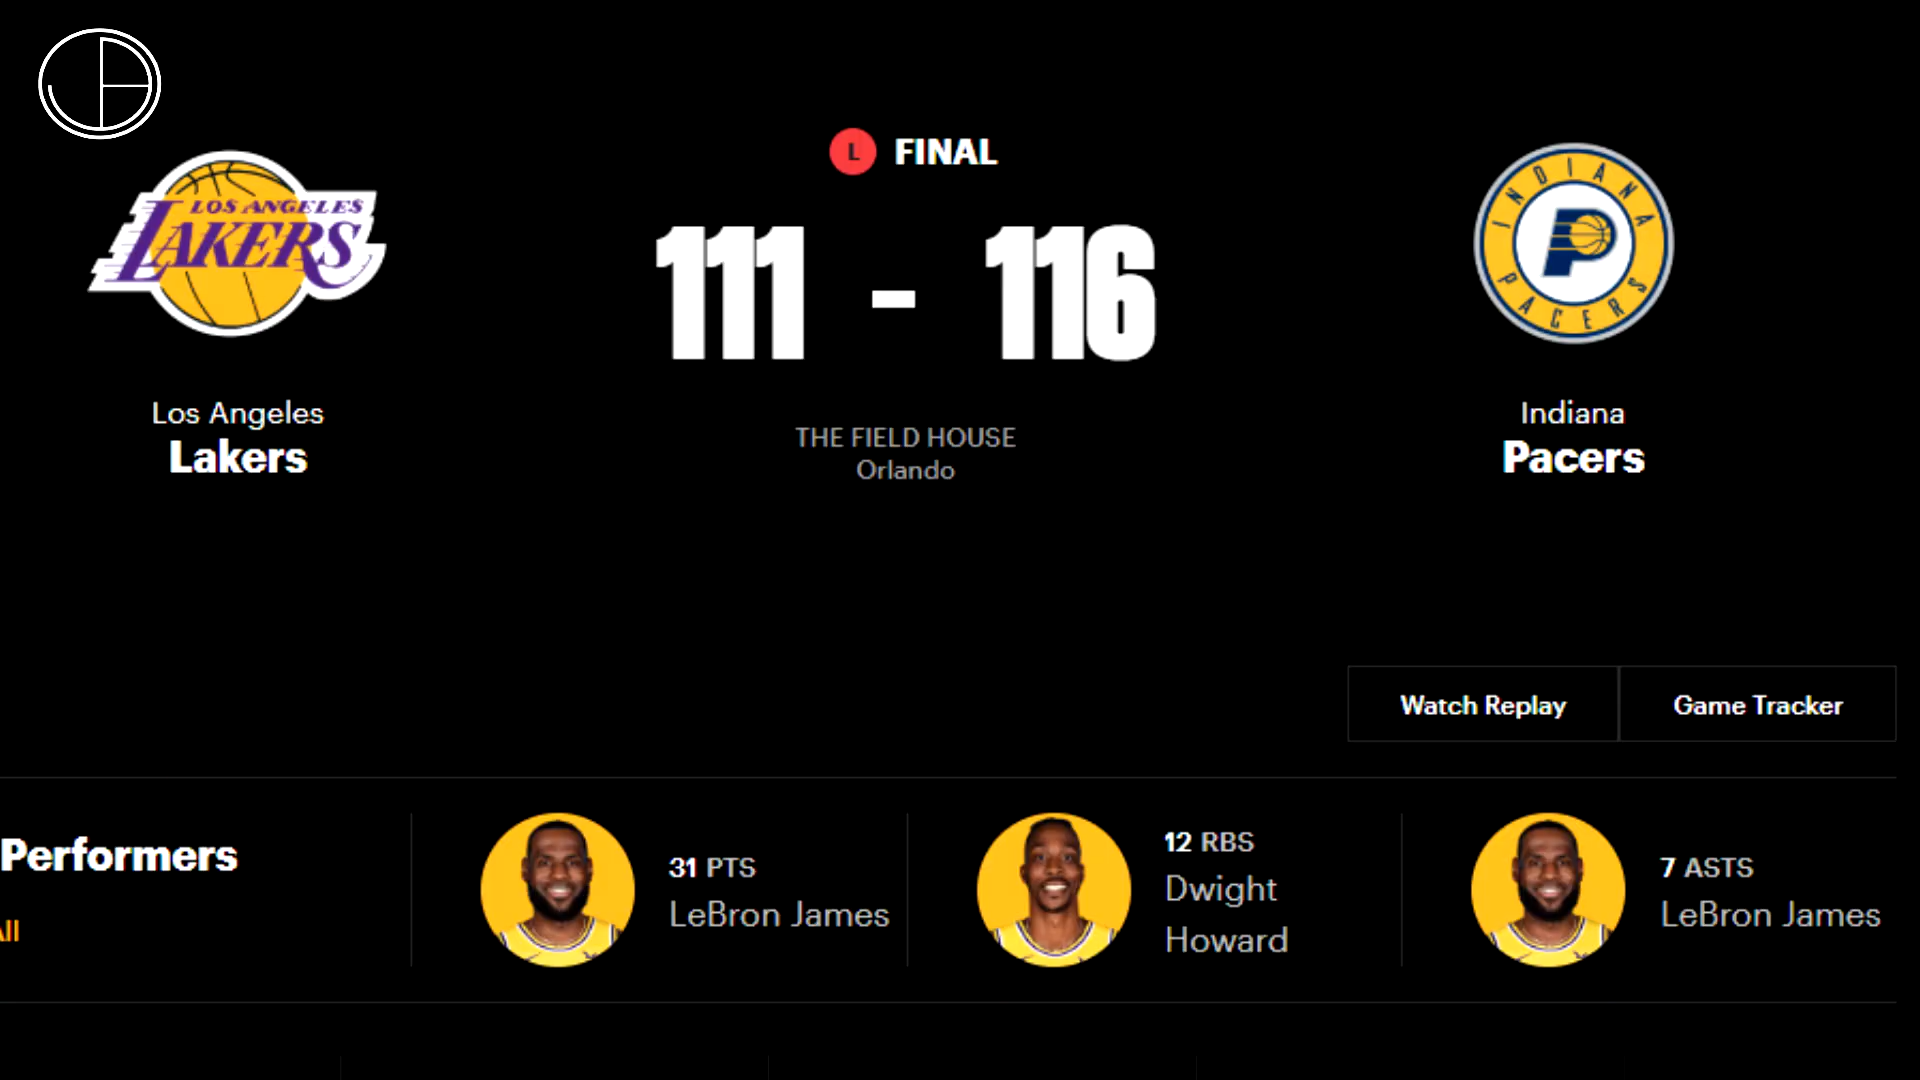 LOS ANGELES
LAKERS
L FINAL
111 - 116
INDIANA
PACERS
Los Angeles
Lakers
THE FIELD HOUSE
Orlando
Indiana
Pacers
Watch Replay
Game Tracker
Performers
All
31 PTS
LeBron James
12 RBS
Dwight
Howard
7 ASTS
LeBron James